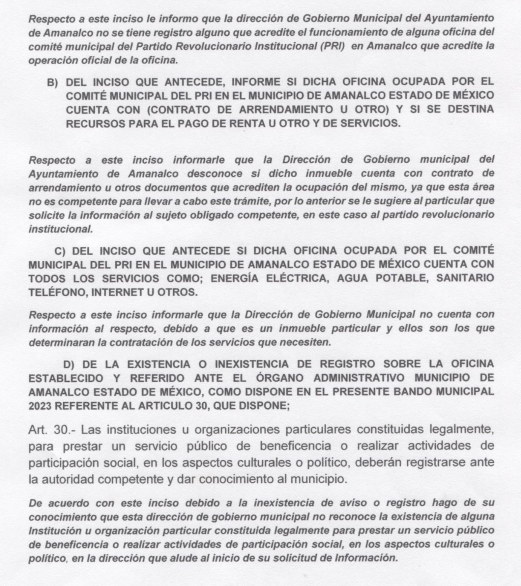 Respecto a este inciso le informo que la dirección de Gobierno Municipal del Ayuntamiento
de Amanalco no se tiene registro alguno que acredite el funcionamiento de alguna oficina del
comité municipal del Partido Revolucionario Institucional (PRI) en Amanalco que acredite la
operación oficial de la oficina.
B) DEL INCISO QUE ANTECEDE, INFORME SI DICHA OFICINA OCUPADA POR EL
COMITÉ MUNICIPAL DEL PRI EN EL MUNICIPIO DE AMANALCO ESTADO DE MÉXICO
CUENTA CON (CONTRATO DE ARRENDAMIENTO U OTRO) Y SI SE DESTINA
RECURSOS PARA EL PAGO DE RENTA U OTRO Y DE SERVICIOS.
Respecto a este inciso informarle que la Dirección de Gobierno municipal del
Ayuntamiento de Amanalco desconoce si dicho inmueble cuenta con contrato de
arrendamiento u otros documentos que acrediten la ocupación del mismo, ya que esta área
no es competente para llevar a cabo este trámite, por lo anterior se le sugiere al particular que
solicite la información al sujeto obligado competente, en este caso al partido revolucionario
institucional.
C) DEL INCISO QUE ANTECEDE SI DICHA OFICINA OCUPADA POR EL COMITÉ
MUNICIPAL DEL PRI EN EL MUNICIPIO DE AMANALCO ESTADO DE MÉXICO CUENTA CON
TODOS LOS SERVICIOS COMO; ENERGÍA ELÉCTRICA, AGUA POTABLE, SANITARIO
TELÉFONO, INTERNET U OTROS.
Respecto a este inciso informarle que la Dirección de Gobierno Municipal no cuenta con
información al respecto, debido a que es un inmueble particular y ellos son los que
determinaran la contratación de los servicios que necesiten.
D) DE LA EXISTENCIA O INEXISTENCIA DE REGISTRO SOBRE LA OFICINA
ESTABLECIDO Y REFERIDO ANTE EL ÓRGANO ADMINISTRATIVO MUNICIPIO DE
AMANALCO ESTADO DE MÉXICO, COMO DISPONE EN EL PRESENTE BANDO MUNICIPAL
2023 REFERENTE AL ARTICULO 30, QUE DISPONE;
Art. 30.- Las instituciones u organizaciones particulares constituidas legalmente,
para prestar un servicio público de beneficencia o realizar actividades de
participación social, en los aspectos culturales o político, deberán registrarse ante
la autoridad competente y dar conocimiento al municipio.
De acuerdo con este inciso debido a la inexistencia de aviso o registro hago de su
conocimiento que esta dirección de gobierno municipal no reconoce la existencia de alguna
Institución u organización particular constituida legalmente para prestar un servicio público
de beneficencia o realizar actividades de participación social, en los aspectos culturales o
político, en la dirección que alude al inicio de su solicitud de Información.